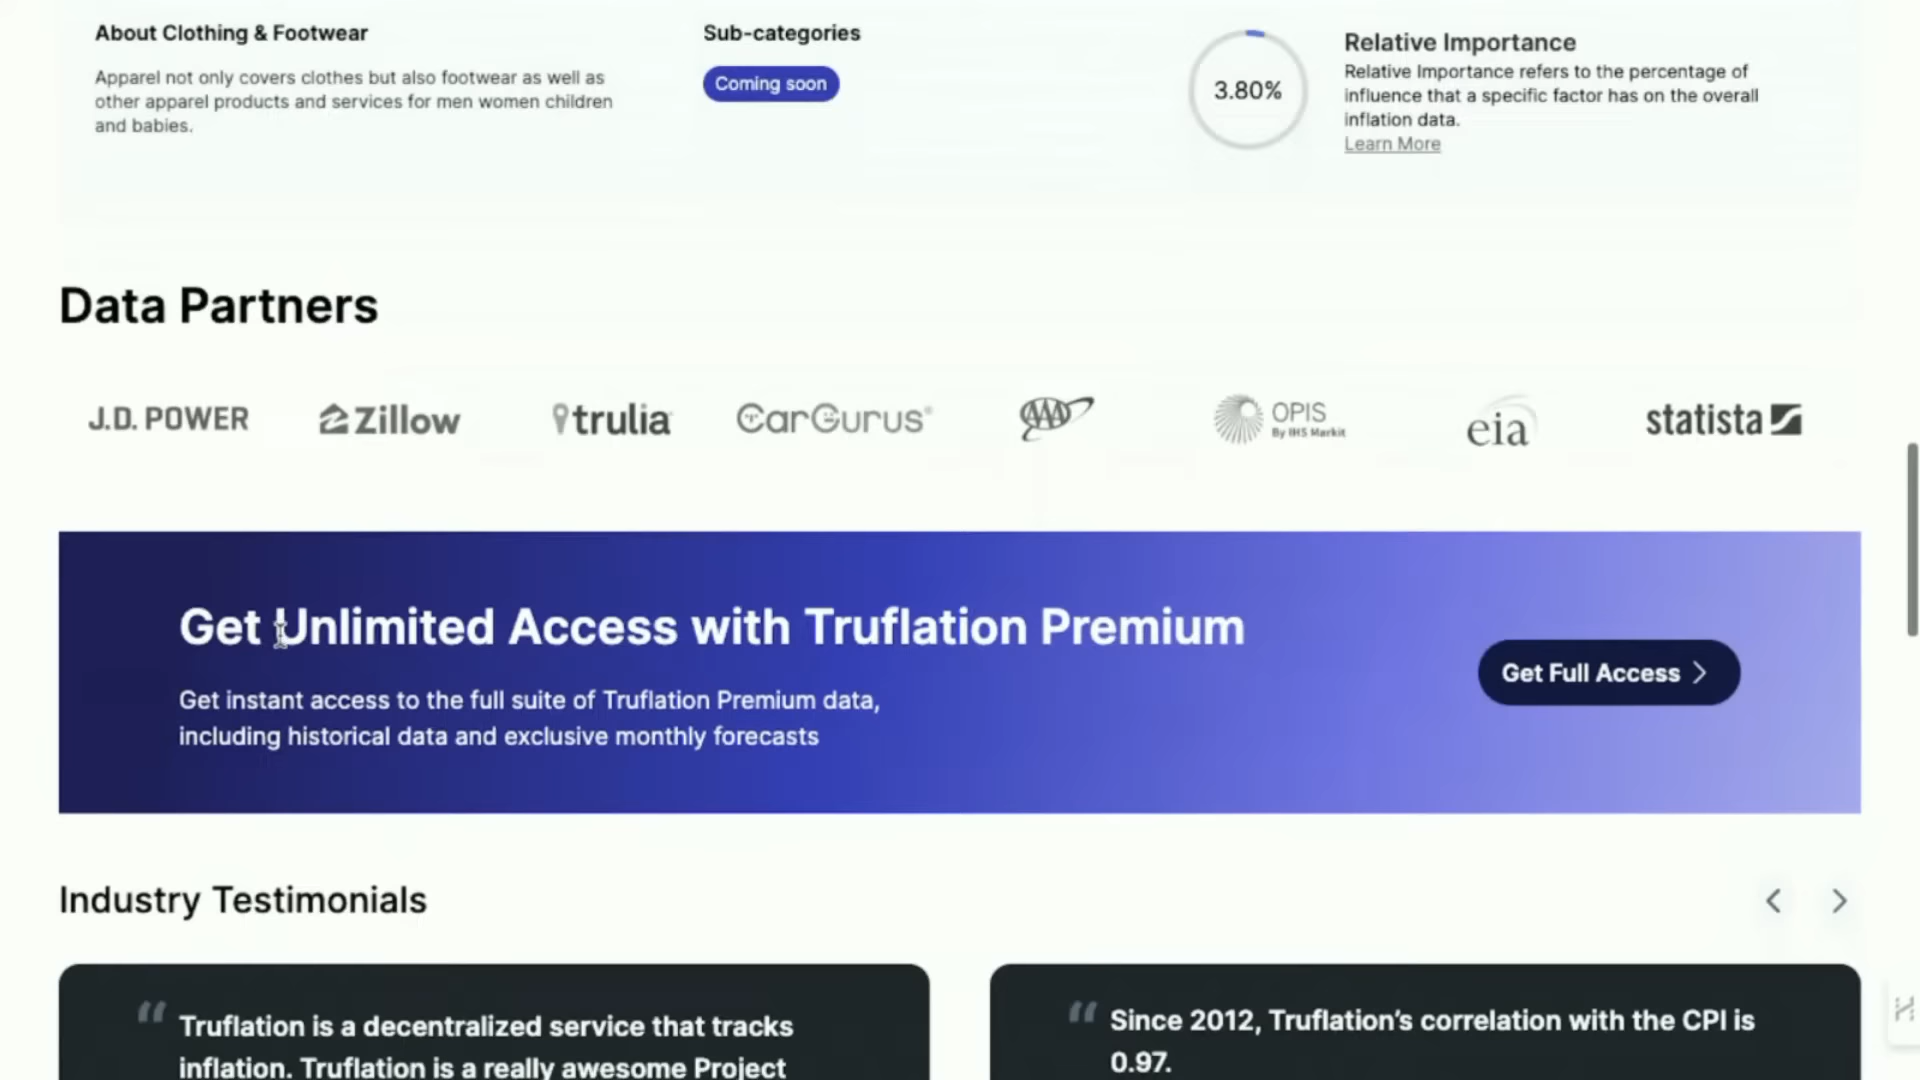 About Clothing & Footwear
Apparel not only covers clothes but also footwear as well as
other apparel products and services for men women children
and babies.
Sub-categories
Coming soon
3.80%
Relative Importance
Relative Importance refers to the percentage of
influence that a specific factor has on the overall
inflation data.
Learn More
Data Partners
J.D. POWER
Zillow
trulia
CarGurus®
AAA
OPIS
By IHS Markit
eia
statista
Get Unlimited Access with Truflation Premium
Get instant access to the full suite of Truflation Premium data,
including historical data and exclusive monthly forecasts
Get Full Access
Industry Testimonials
“ Truflation is a decentralized service that tracks
inflation. Truflation is a really awesome Project
“ Since 2012, Truflation’s correlation with the CPI is
0.97.